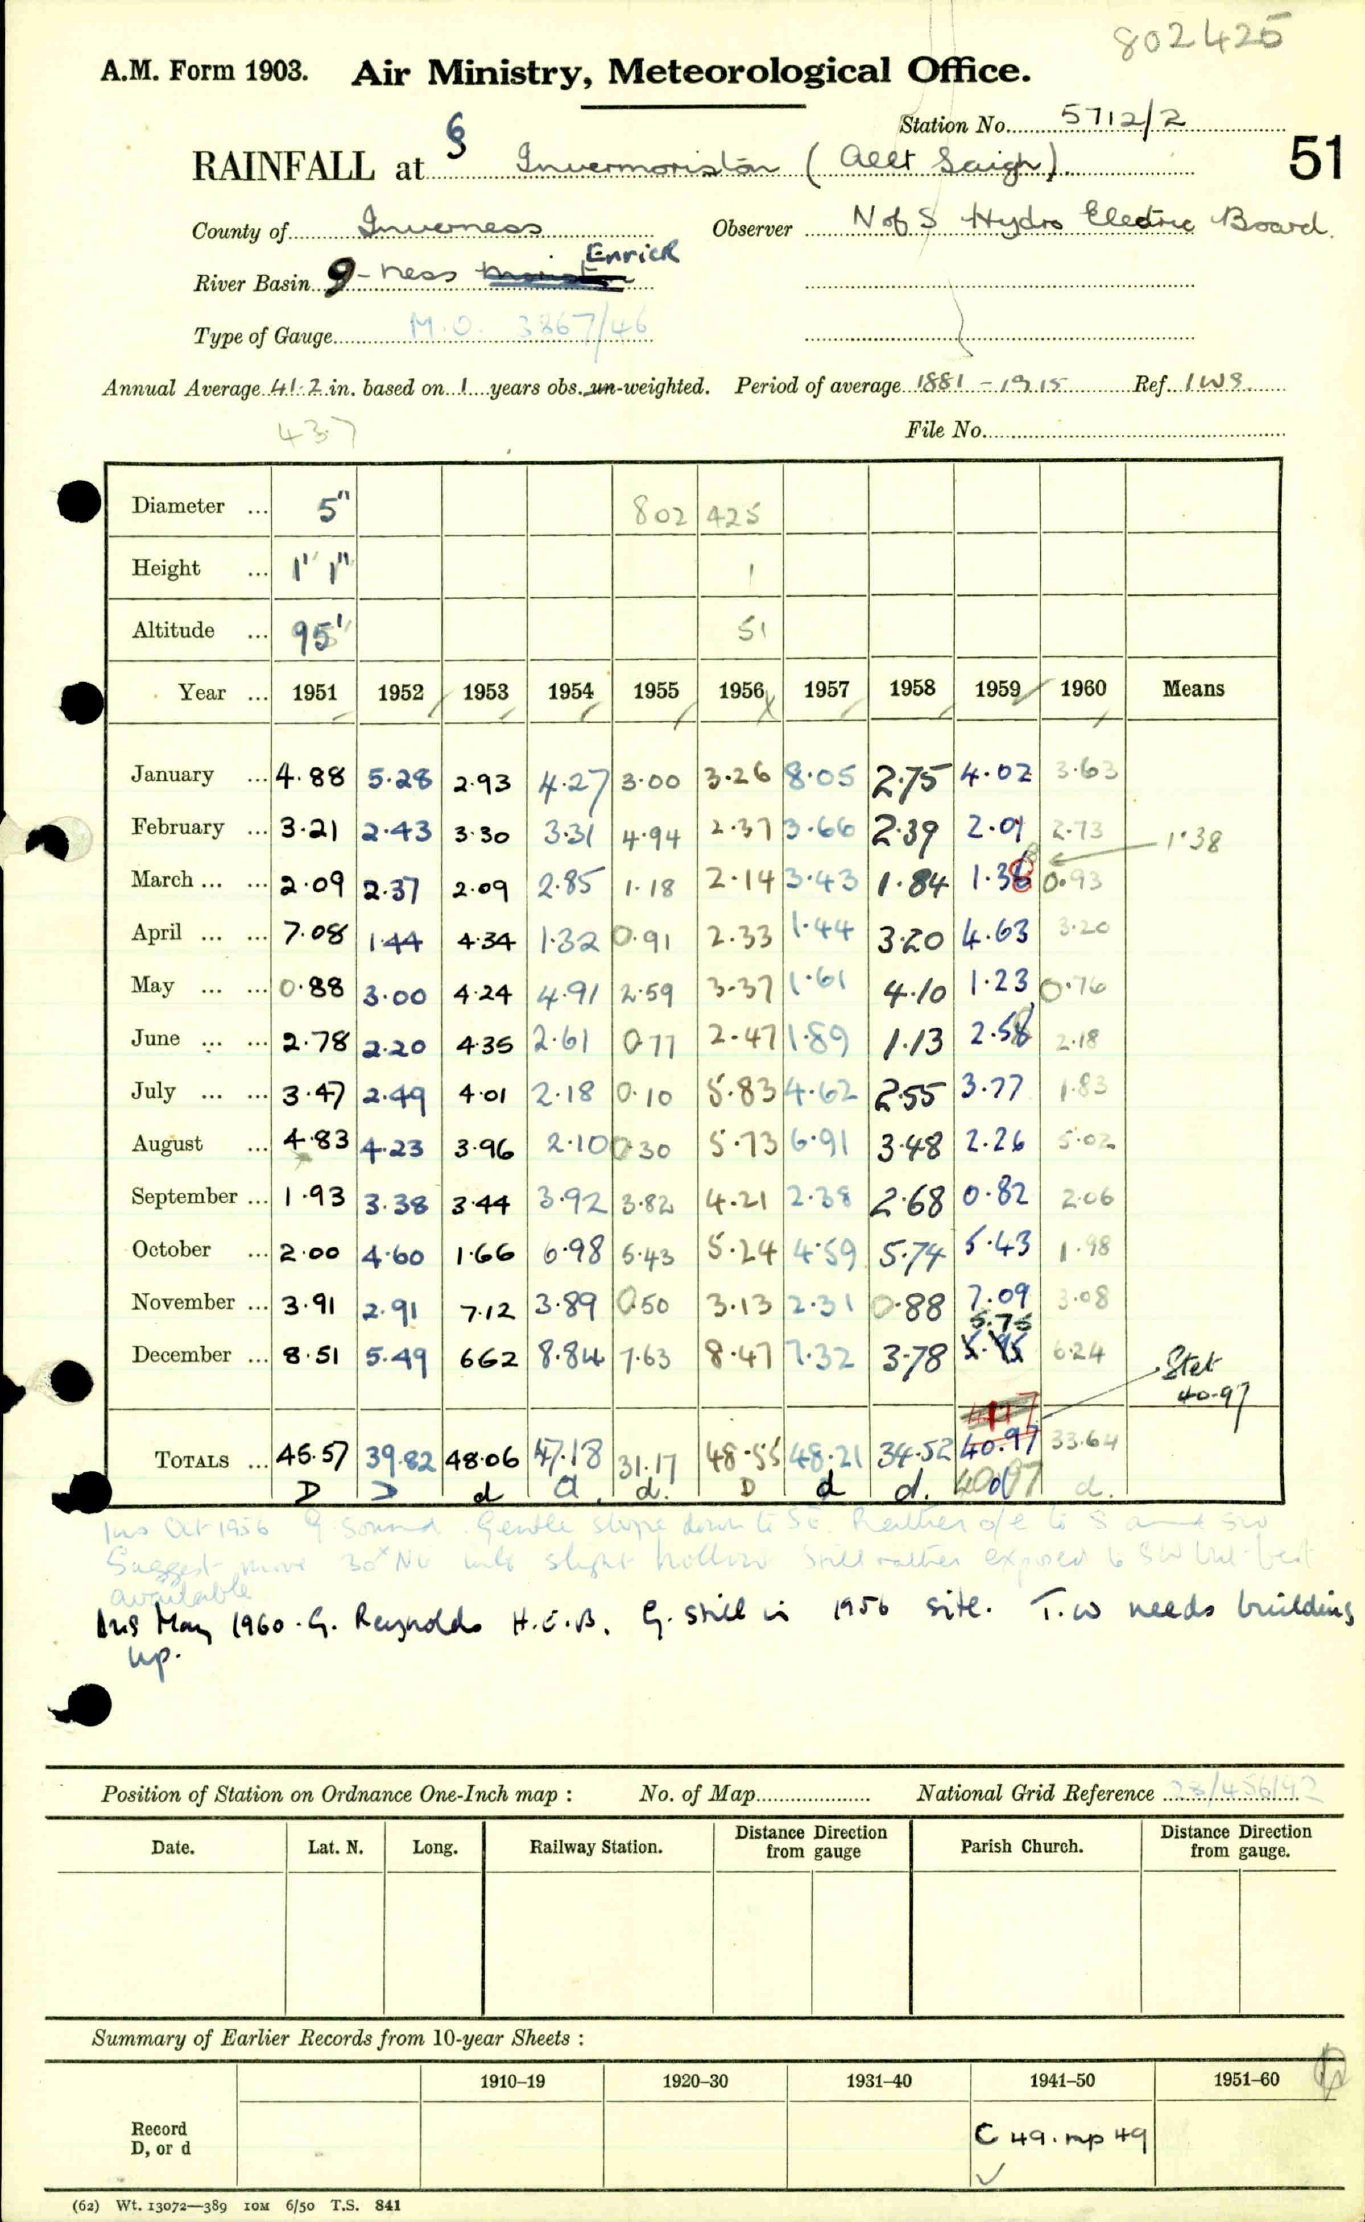 802425
A.M. Form 1903. Air Ministry, Meteorological Office.
Station No. 5712/2
§
RAINFALL at Invermoriston (Allt Saigh) 51
County of Inverness Observer N of S Hydro Electric Board.
Enrick
River Basin 9- Ness
Type of Gauge M.O. 3367/46
Annual Average 41.2 in. based on 1 years obs. un-weighted. Period of average 1881 - 1915 Ref. IWS.
437
File No.
Diameter ... 5" 802 425
Height ... 1' 1" 1
Altitude ... 95' 51
Year ... 1951 1952 1953 1954 1955 1956 1957 1958 1959 1960 Means
January ... 4.88 5.28 2.93 4.27 3.00 3.26 8.05 2.75 4.02 3.63
February ... 3.21 2.43 3.30 3.31 4.94 2.37 3.66 2.39 2.01 2.73 1.38
March ... ... 2.09 2.37 2.09 2.85 1.18 2.14 3.43 1.84 1.38 0.93
April ... ... 7.08 1.44 4.34 1.32 0.91 2.33 1.44 3.20 4.63 3.20
May ... ... 0.88 3.00 4.24 4.91 2.59 3.37 1.61 4.10 1.23 0.76
June ... ... 2.78 2.20 4.35 2.61 0.77 2.47 1.89 1.13 2.58 2.18
July ... ... 3.47 2.49 4.01 2.18 0.10 5.83 4.62 2.55 3.77 1.83
August ... 4.83 4.23 3.96 2.10 0.30 5.73 6.91 3.48 2.26 5.02
September ... 1.93 3.38 3.44 3.92 3.82 4.21 2.38 2.68 0.82 2.06
October ... 2.00 4.60 1.66 6.98 5.43 5.24 4.59 5.74 5.43 1.98
November ... 3.91 2.91 7.12 3.89 0.50 3.13 2.31 0.88 7.09 3.08
5.75
December ... 8.51 5.49 6.62 8.84 7.63 8.47 7.32 3.78 5.95 6.24
Stet
40.97
Totals ... 45.57 39.82 48.06 47.18 31.17 48.55 48.21 34.52 40.97 33.64
40.97
D D d d. d. D d d. d d.
Ins Oct 1956 G sound. Gentle slope down to SE. Rather o/e to S and SW
Suggest move 30x NW into slight hollow still rather exposed to SW but best
available
Ins May 1960. G. Reynolds H.E.B. G. still in 1956 site. T.W needs building
up.
Position of Station on Ordnance One-Inch map : No. of Map National Grid Reference 28/456192
Date. Lat. N. Long. Railway Station. Distance Direction from gauge Parish Church. Distance Direction from gauge.
Summary of Earlier Records from 10-year Sheets :
1910–19 1920–30 1931–40 1941–50 1951–60
Record
D, or d
C 49. mp 49
(62) Wt. 13072—389 10M 6/50 T.S. 841